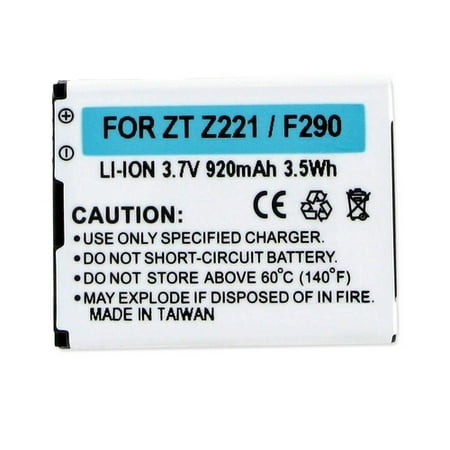 FOR ZT Z221 / F290
LI-ION 3.7V 920mAh 3.5Wh
CAUTION:
CE
•USE ONLY SPECIFIED CHARGER.
•DO NOT SHORT-CIRCUIT BATTERY
•DO NOT STORE ABOVE 60°C (140°F)
•MAY EXPLODE IF DISPOSED IN FIRE.
MADE IN TAIWAN